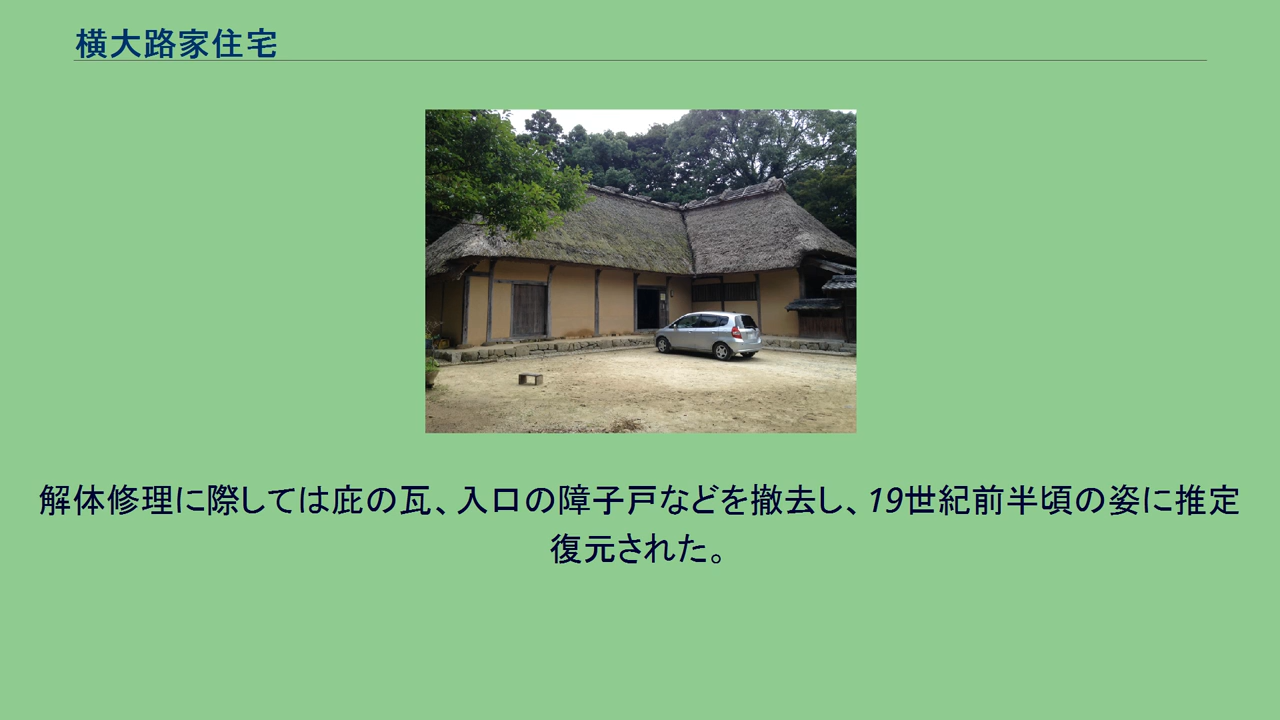 横大路家住宅
解体修理に際しては庇の瓦、入口の障子戸などを撤去し、19世紀前半頃の姿に推定
復元された。